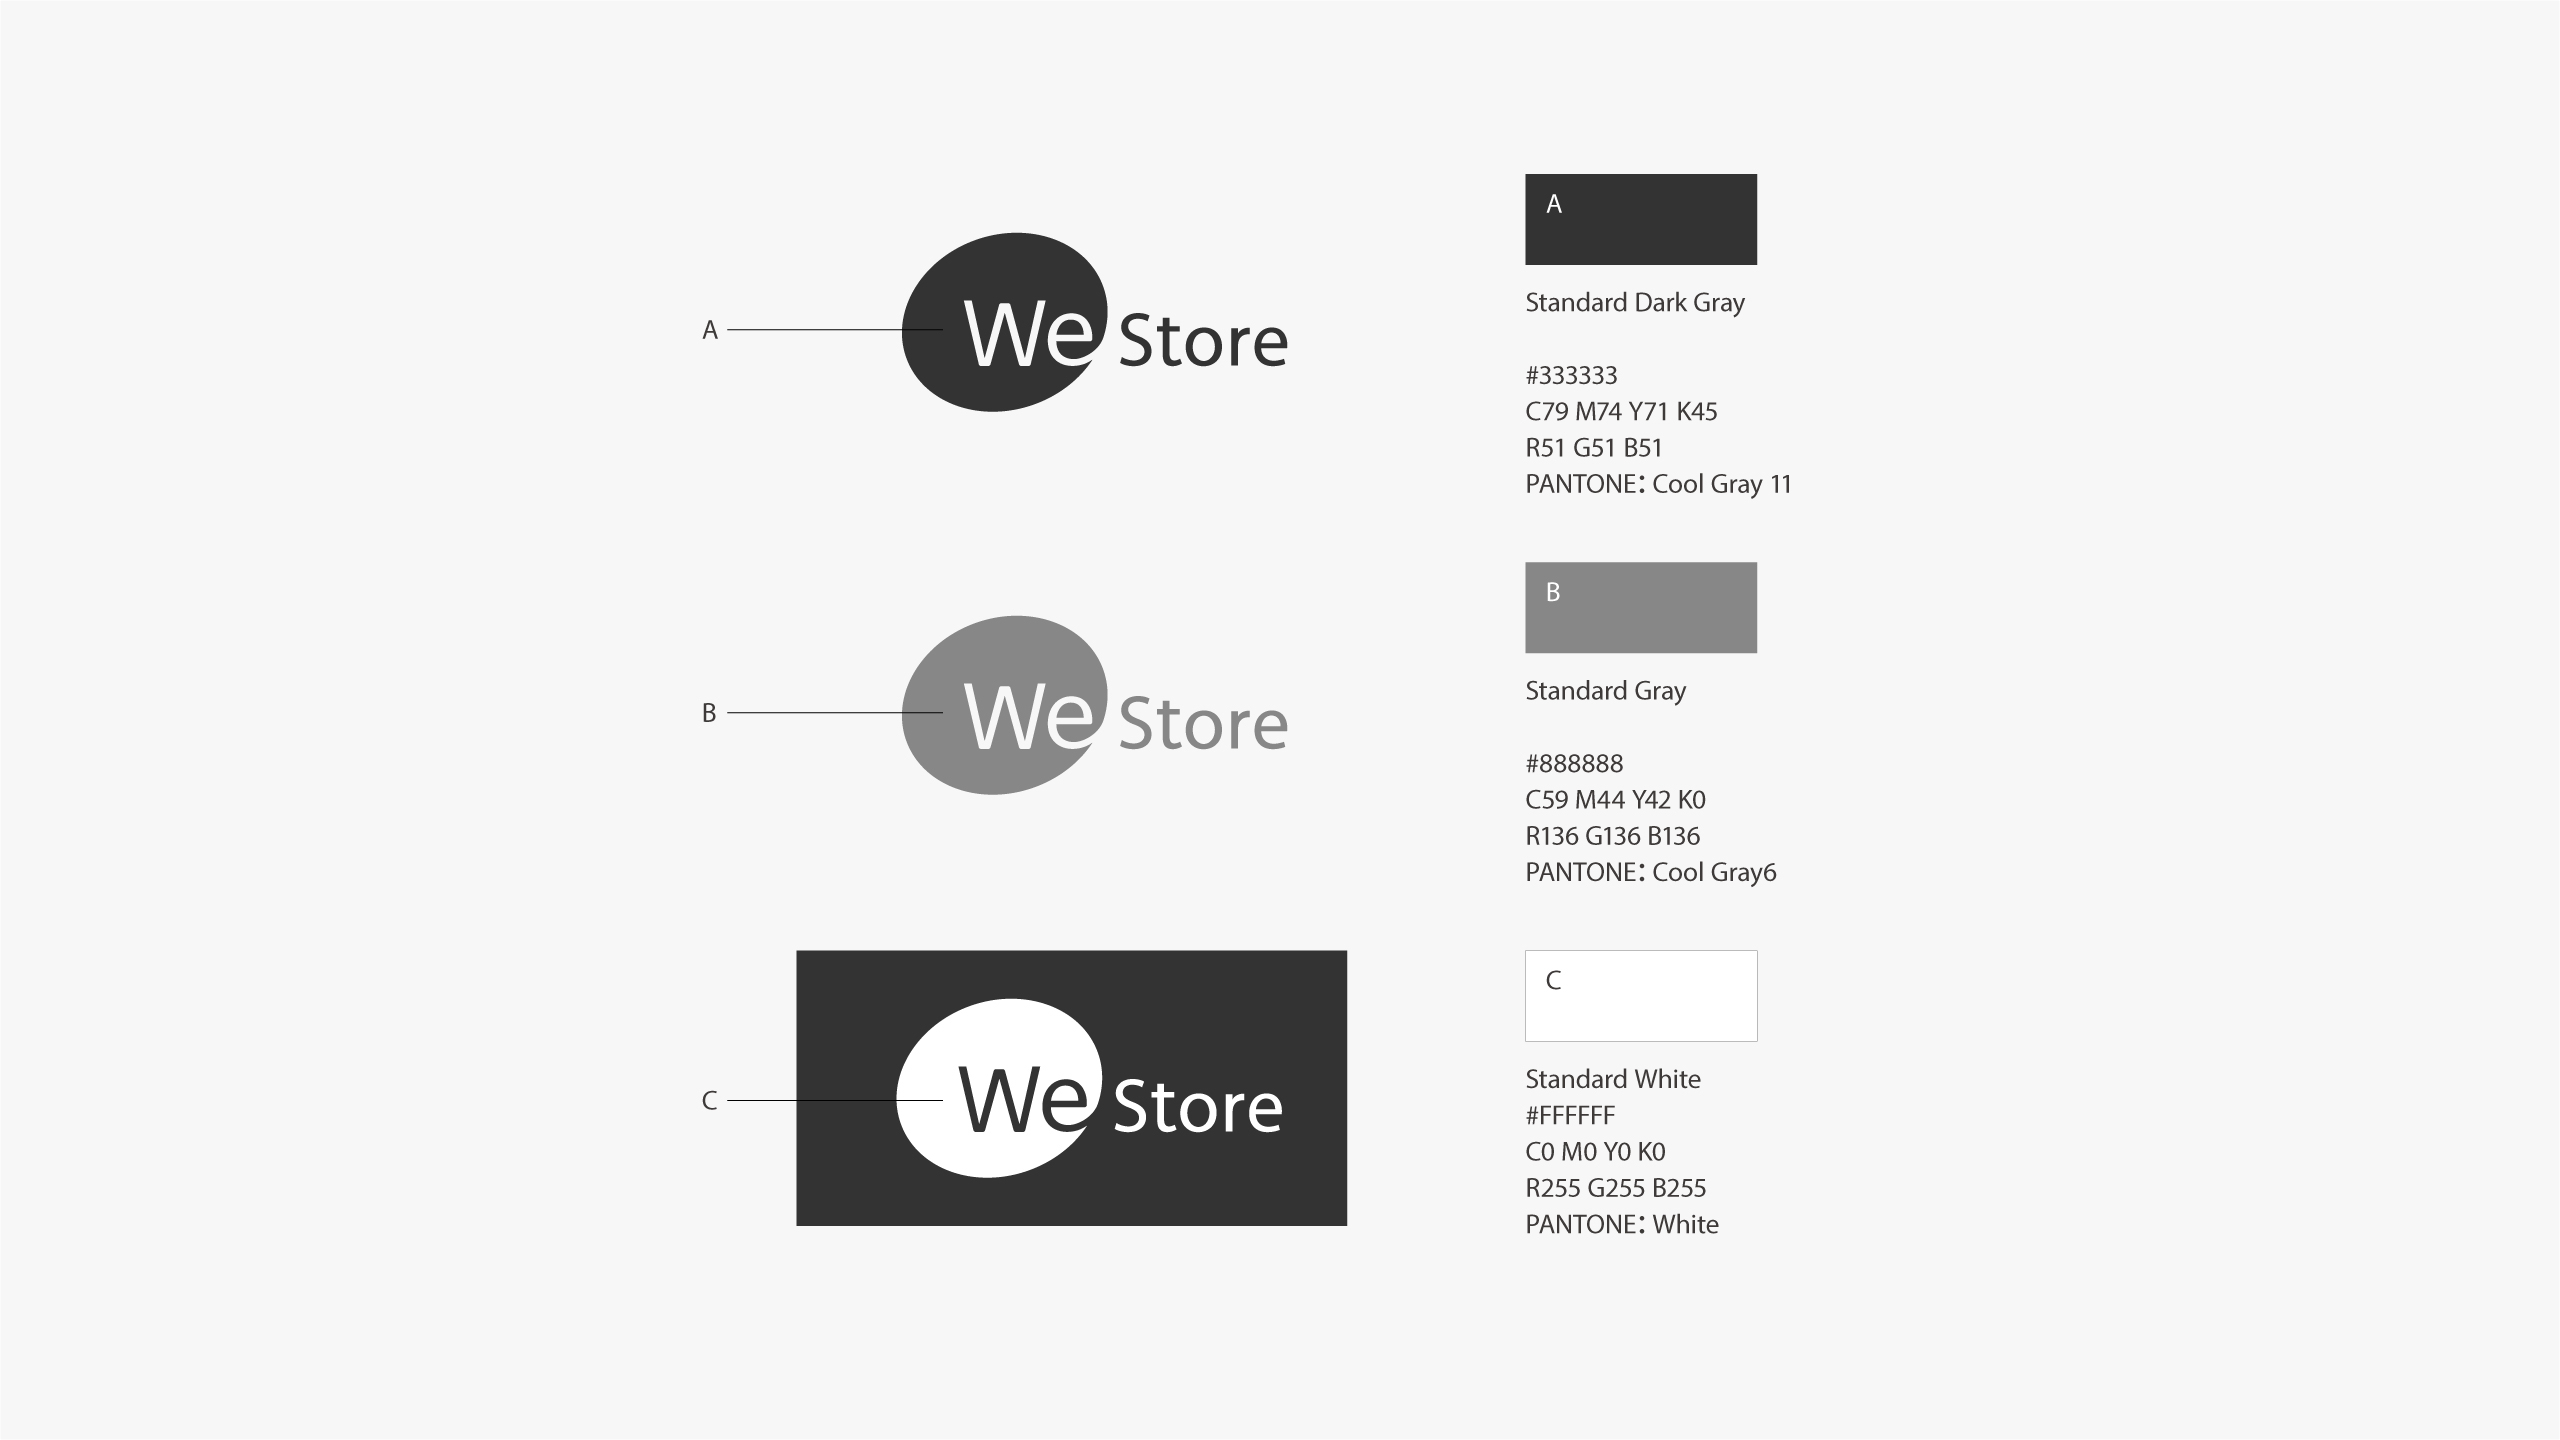 A
We Store
A
Standard Dark Gray
#333333
C79 M74 Y71 K45
R51 G51 B51
PANTONE: Cool Gray 11
B
We Store
B
Standard Gray
#888888
C59 M44 Y42 K0
R136 G136 B136
PANTONE: Cool Gray6
C
We Store
C
Standard White
#FFFFFF
C0 M0 Y0 K0
R255 G255 B255
PANTONE: White